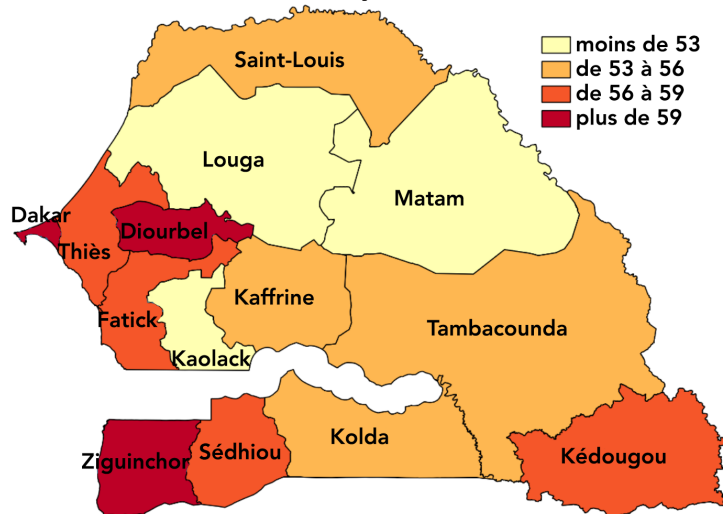 moins de 53
de 53 à 56
de 56 à 59
plus de 59
Saint-Louis
Louga
Matam
Dakar
Diourbel
Thiès
Kaffrine
Fatick
Tambacounda
Kaolack
Kolda
Sédhiou
Ziguinchor
Kédougou